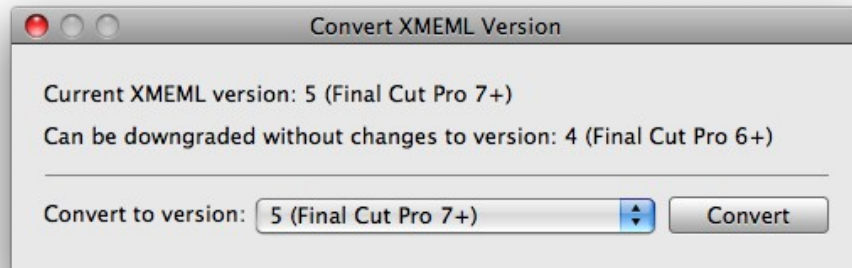 Convert XMEML Version
Current XMEML version: 5 (Final Cut Pro 7+)
Can be downgraded without changes to version: 4 (Final Cut Pro 6+)
Convert to version: 5 (Final Cut Pro 7+) Convert